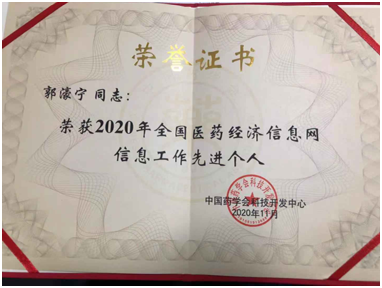 荣誉证书
郭濠宁 同志:
荣获2020年全国医药经济信息网
信息工作先进个人
中国药学会科技开发中心
2020年11月